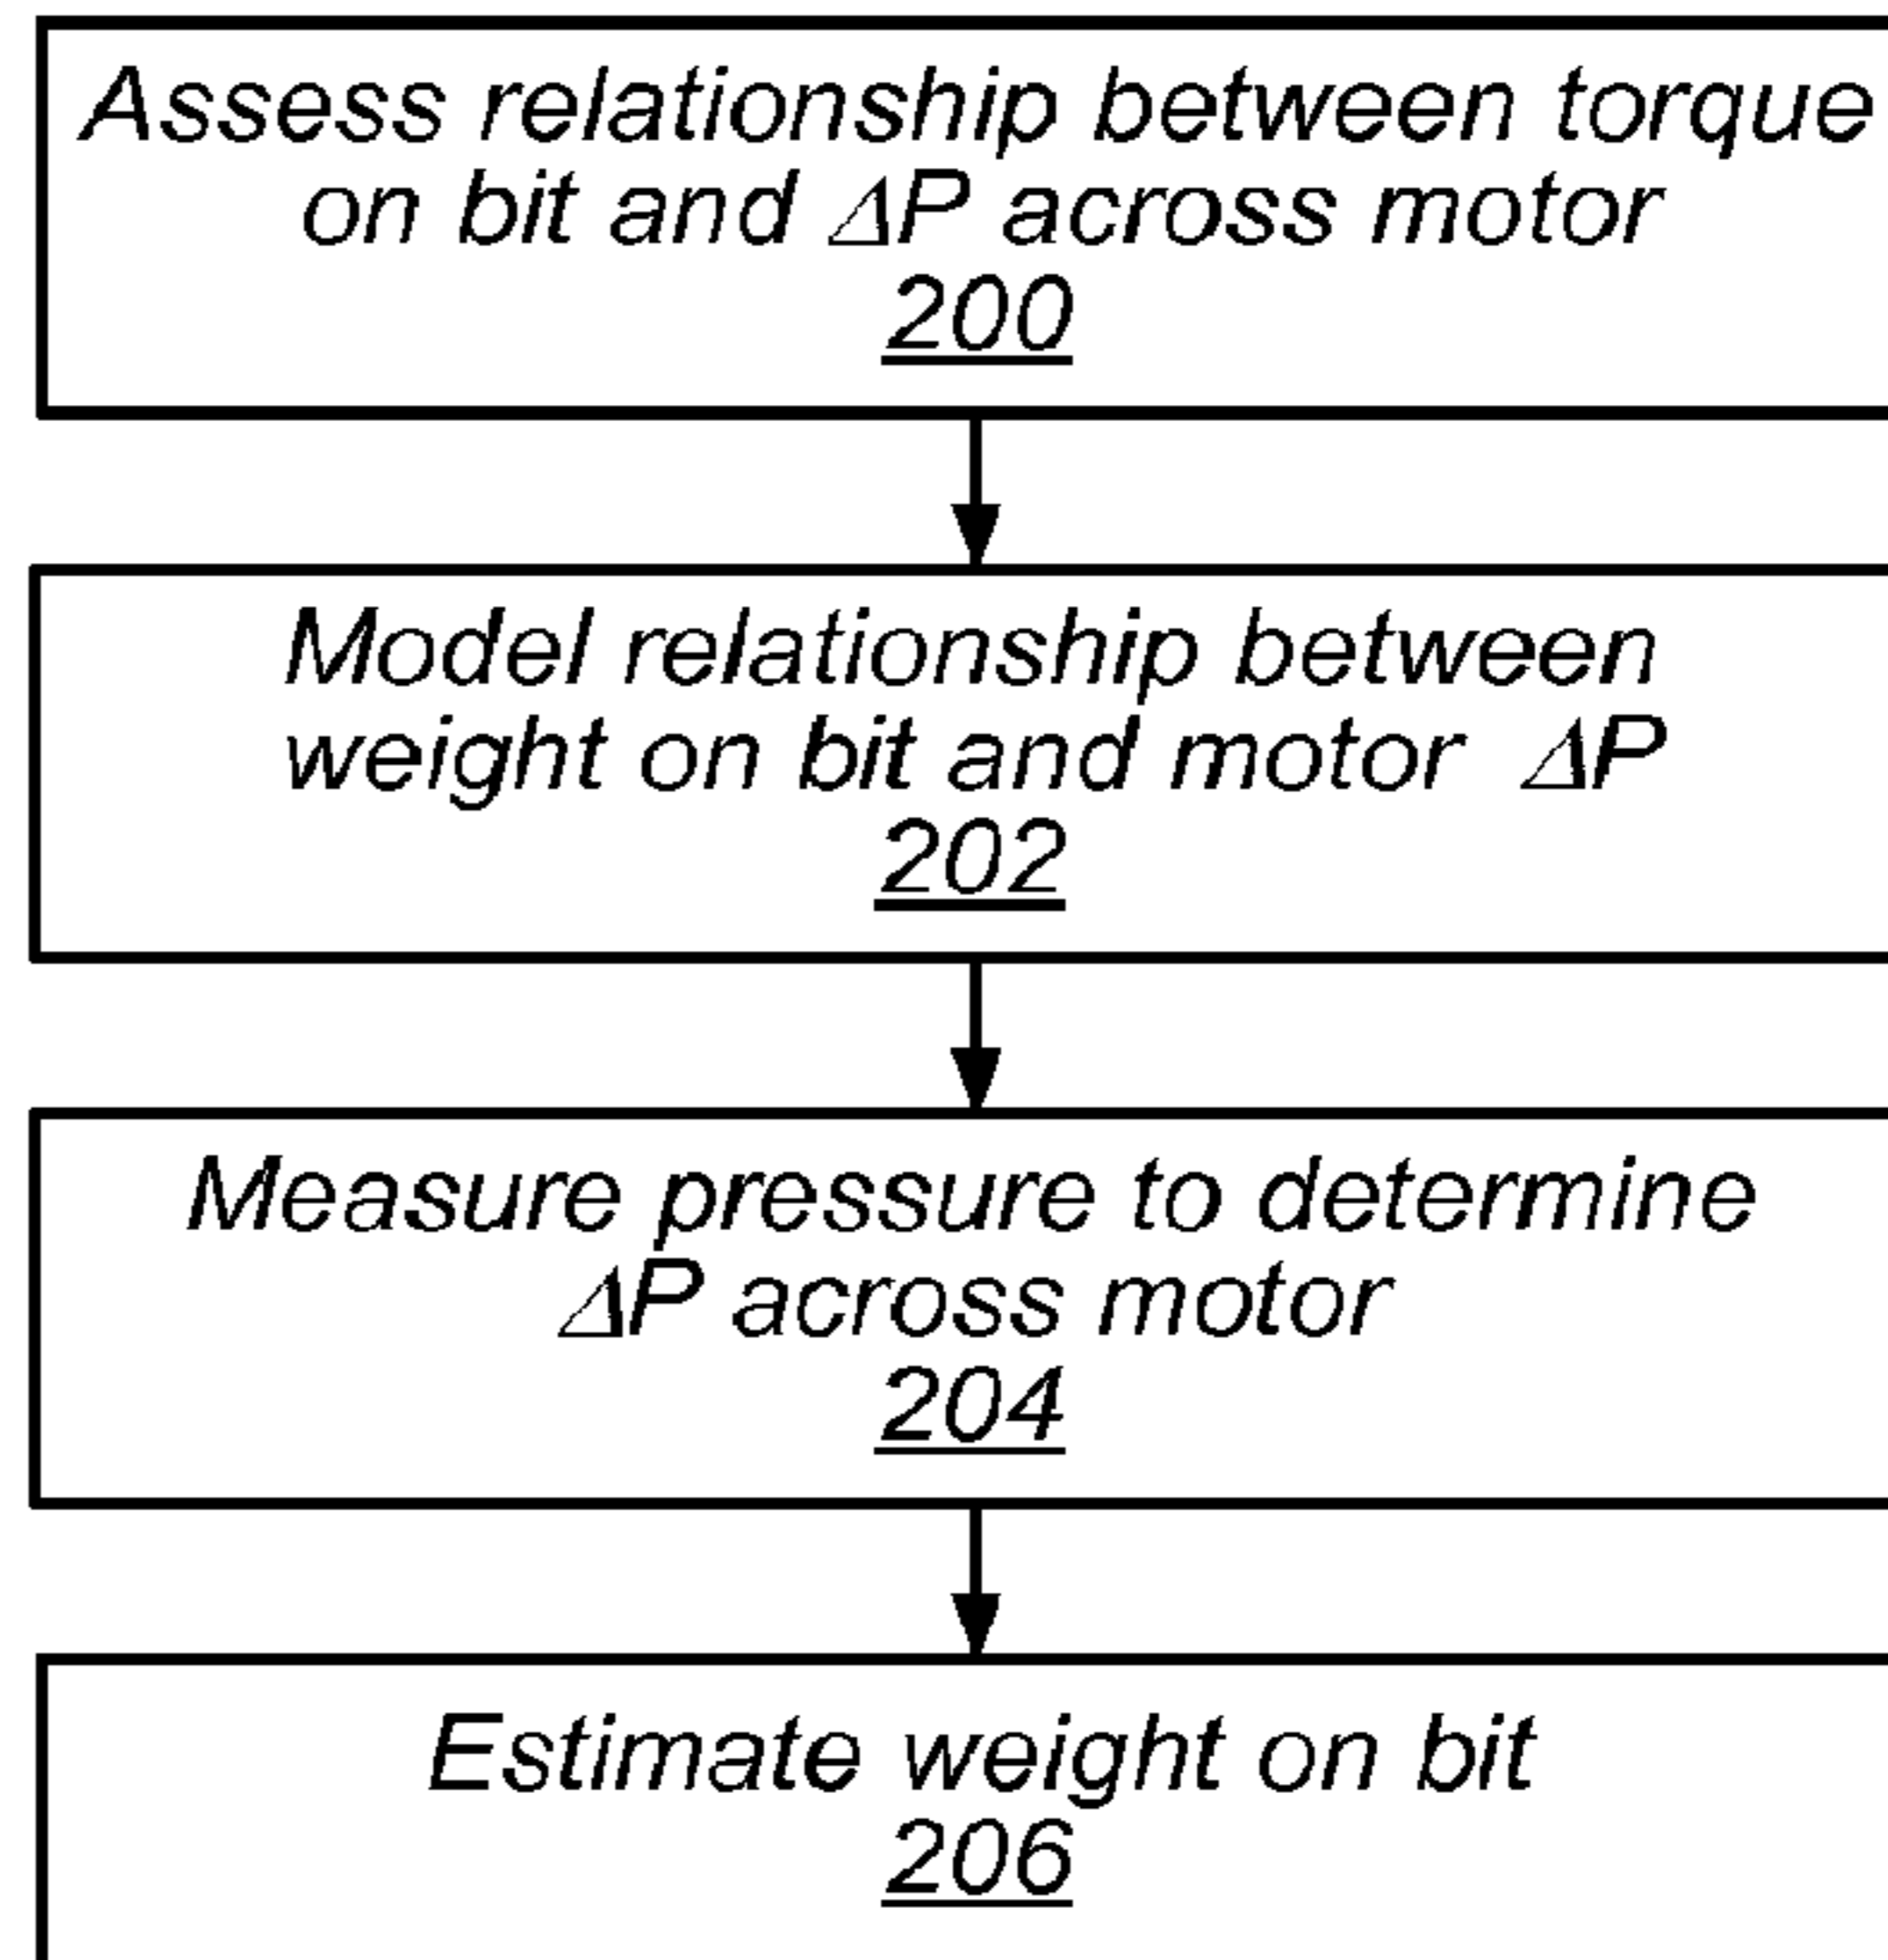 Assess relationship between torque
on bit and ΔP across motor
200
Model relationship between
weight on bit and motor ΔP
202
Measure pressure to determine
ΔP across motor
204
Estimate weight on bit
206